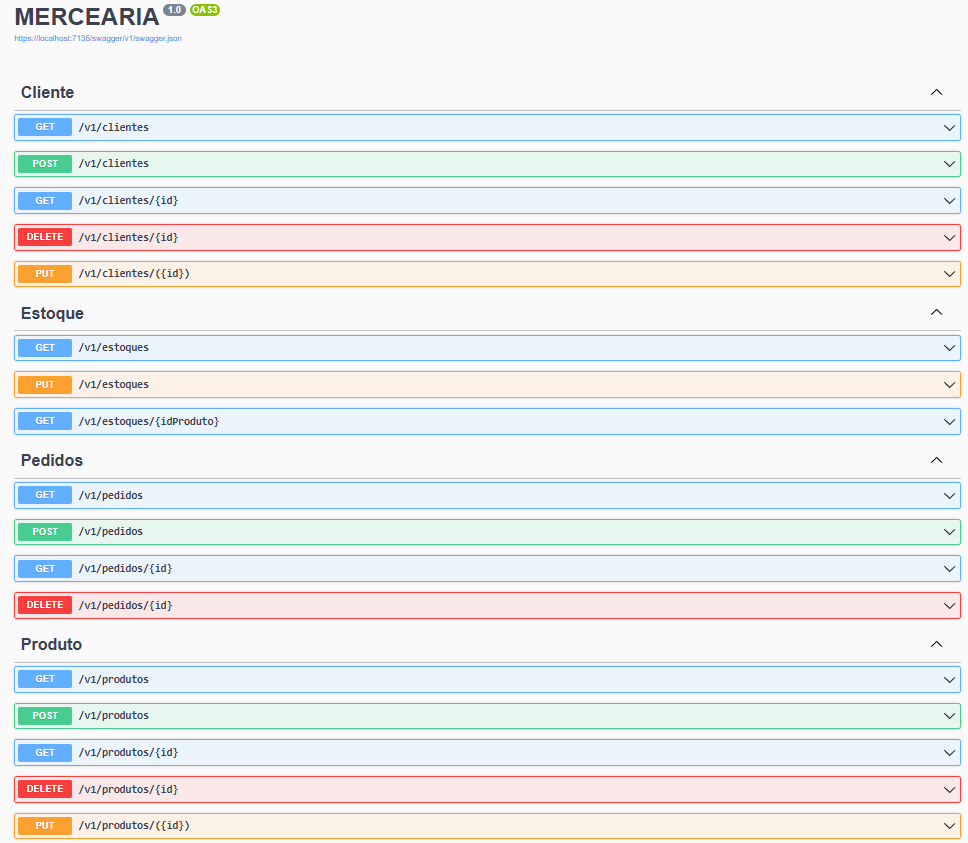 MERCEARIA 1.0 OAS3
https://localhost:7135/swagger/v1/swagger.json
Cliente
GET /v1/clientes
POST /v1/clientes
GET /v1/clientes/{id}
DELETE /v1/clientes/{id}
PUT /v1/clientes/({id})
Estoque
GET /v1/estoques
PUT /v1/estoques
GET /v1/estoques/{idProduto}
Pedidos
GET /v1/pedidos
POST /v1/pedidos
GET /v1/pedidos/{id}
DELETE /v1/pedidos/{id}
Produto
GET /v1/produtos
POST /v1/produtos
GET /v1/produtos/{id}
DELETE /v1/produtos/{id}
PUT /v1/produtos/({id})